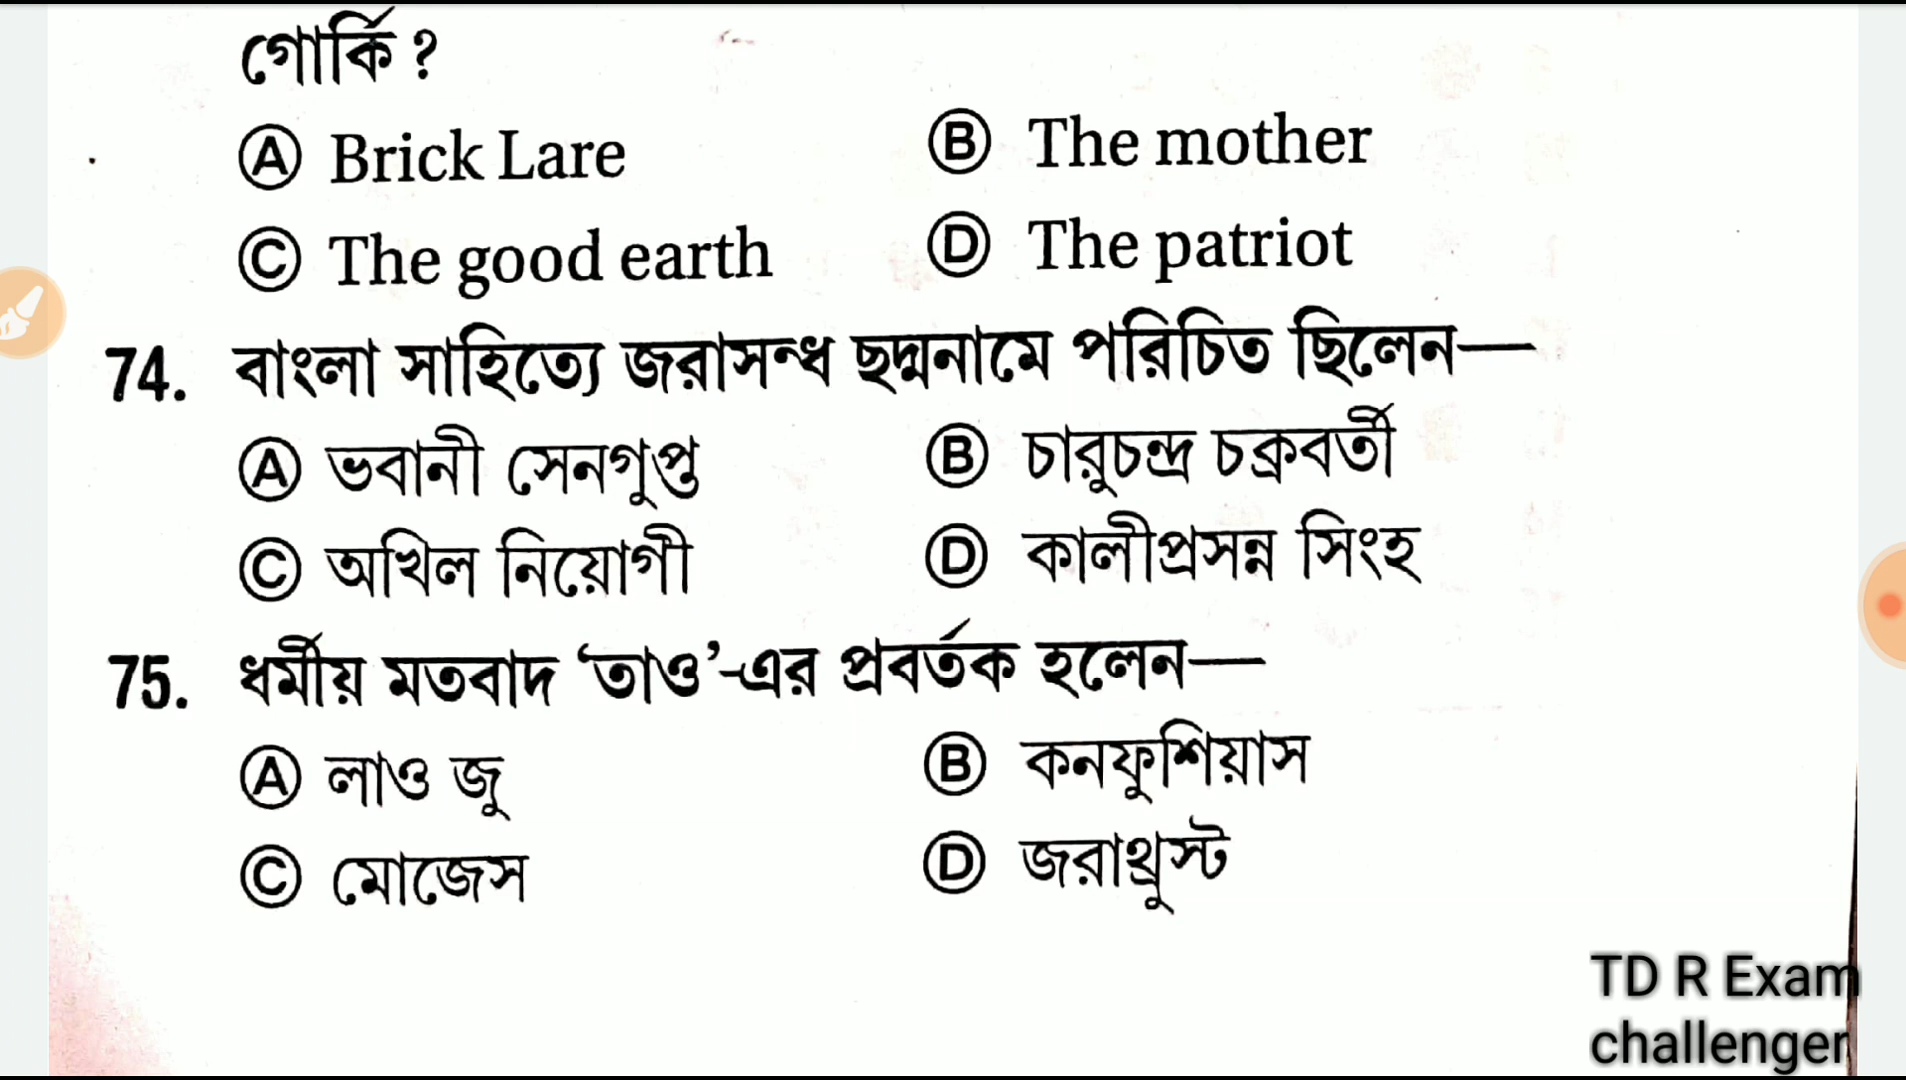 গোর্কি ?
Ⓐ Brick Lare Ⓑ The mother
Ⓒ The good earth Ⓓ The patriot
74. বাংলা সাহিত্যে জরাসন্ধ ছদ্মনামে পরিচিত ছিলেন—
Ⓐ ভবানী সেনগুপ্ত Ⓑ চারুচন্দ্র চক্রবর্তী
Ⓒ অখিল নিয়োগী Ⓓ কালীপ্রসন্ন সিংহ
75. ধর্মীয় মতবাদ ‘তাও’-এর প্রবর্তক হলেন—
Ⓐ লাও জু Ⓑ কনফুশিয়াস
Ⓒ মোজেস Ⓓ জরাথ্রুস্ট
TD R Exam
challenger